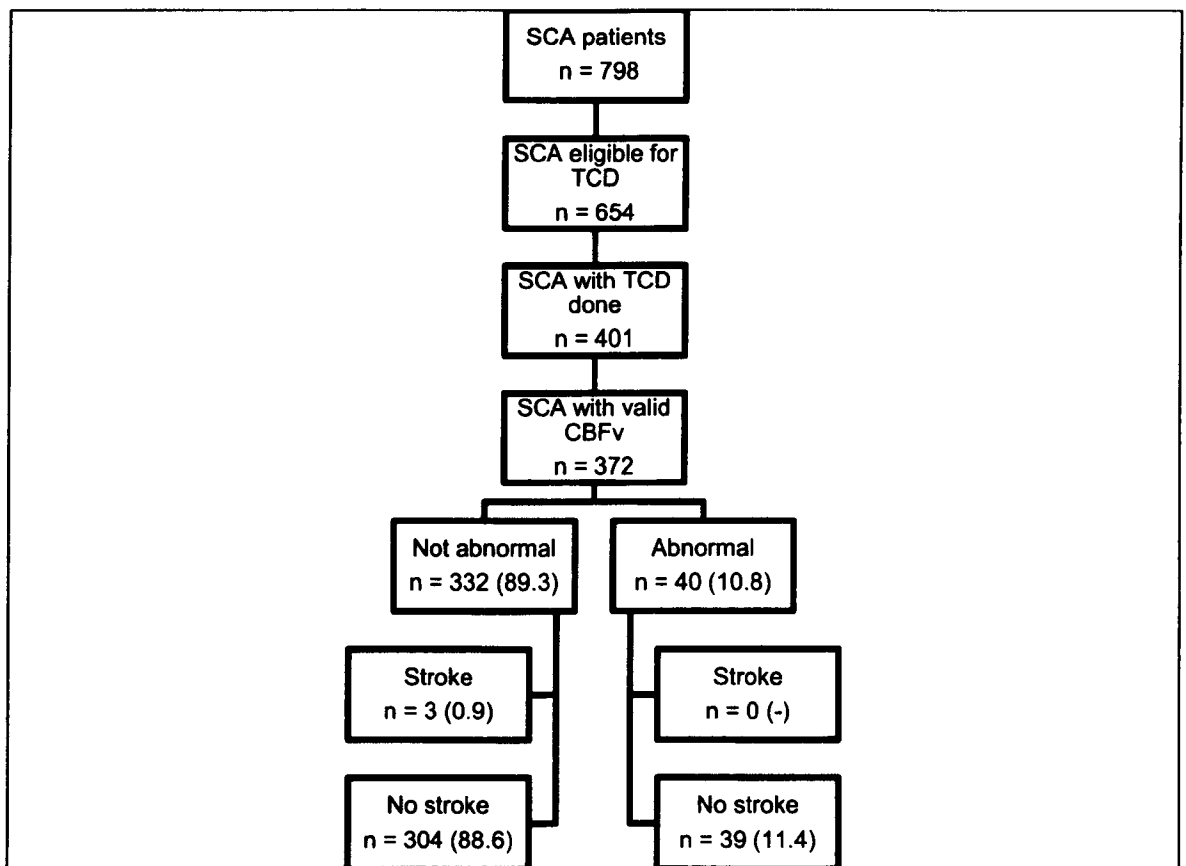 SCA patients
n = 798
SCA eligible for
TCD
n = 654
SCA with TCD
done
n = 401
SCA with valid
CBFv
n = 372
Not abnormal
n = 332 (89.3)
Abnormal
n = 40 (10.8)
Stroke
n = 3 (0.9)
Stroke
n = 0 (-)
No stroke
n = 304 (88.6)
No stroke
n = 39 (11.4)